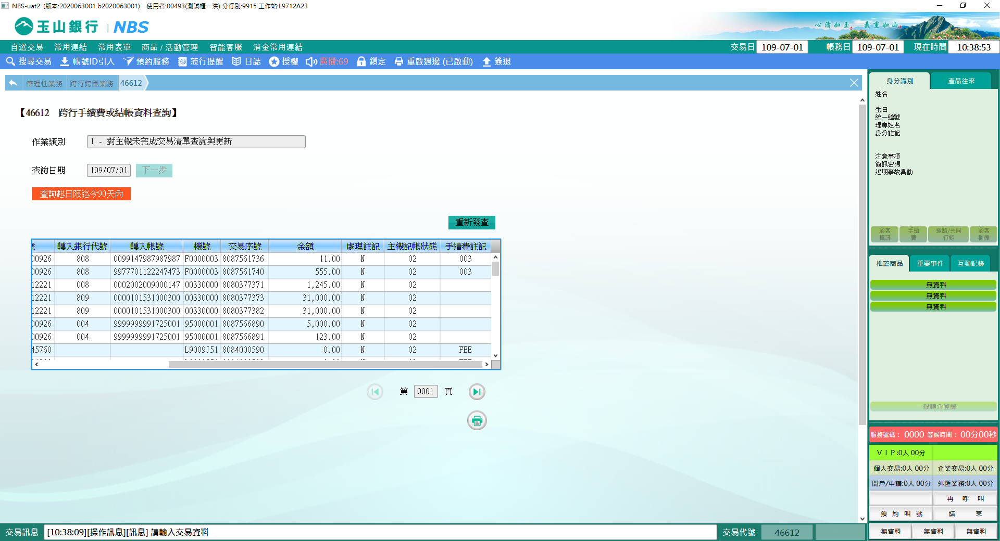 NBS-uat2 (版本:2020063001.b2020063001) 使用者:00493(測試櫃一洪) 分行別:9915 工作站:L9712A23
玉山銀行 | NBS
心清如玉 義重如山
自選交易 常用連結 常用表單 商品 / 活動管理 智能客服 消金常用連結 交易日 109-07-01 帳務日 109-07-01 現在時間 10:38:53
搜尋交易 帳號ID引入 預約服務 蒞行提醒 日誌 授權 廣播:69 鎖定 重啟週邊 (已啟動) 簽退
管理性業務 跨行跨國業務 46612
【46612 跨行手續費或結帳資料查詢】
作業類別 1 - 對主機未完成交易清單查詢與更新
查詢日期 109/07/01 下一步
查詢起日限迄今90天內
重新發查
轉入銀行代號 轉入帳號 機號 交易序號 金額 處理註記 主機記帳狀態 手續費註記
00926 808 0099147987987987 F0000003 8087561736 11.00 N 02 003
00926 808 9977701122247473 F0000003 8087561740 555.00 N 02 003
12221 008 0002002009000147 00330000 8080377371 1,245.00 N 02
12221 809 0000101531000300 00330000 8080377373 31,000.00 N 02
12221 809 0000101531000300 00330000 8080377382 31,000.00 N 02
00926 004 9999999991725001 95000001 8087566890 5,000.00 N 02
00926 004 9999999991725001 95000001 8087566891 123.00 N 02
45760 L9009J51 8084000590 0.00 N 02 FEE
第 0001 頁
身分識別 產品往來
姓名
生日
統一編號
理專姓名
身分註記
注意事項
簡訊密碼
近期事故異動
顧客資訊 手續費 通路/共同行銷 顧客影像
推薦商品 重要事件 互動記錄
無資料
無資料
無資料
一般轉介登錄
服務號碼： 0000 等候時間： 00分00秒
ＶＩＰ:0人 00分
個人交易:0人 00分 企業交易:0人 00分
開戶/申請:0人 00分 外匯業務:0人 00分
再 呼 叫
預 約 叫 號 結 束
無資料 無資料 無資料
交易訊息 [10:38:09][操作訊息][訊息] 請輸入交易資料 交易代號 46612